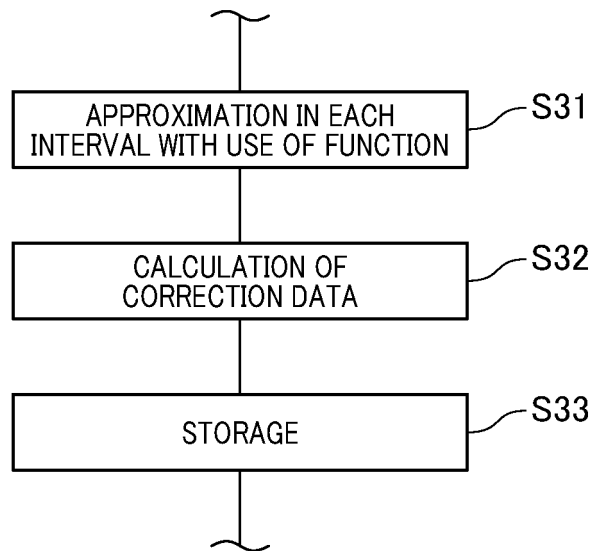 APPROXIMATION IN EACH
INTERVAL WITH USE OF FUNCTION
S31
CALCULATION OF
CORRECTION DATA
S32
STORAGE
S33